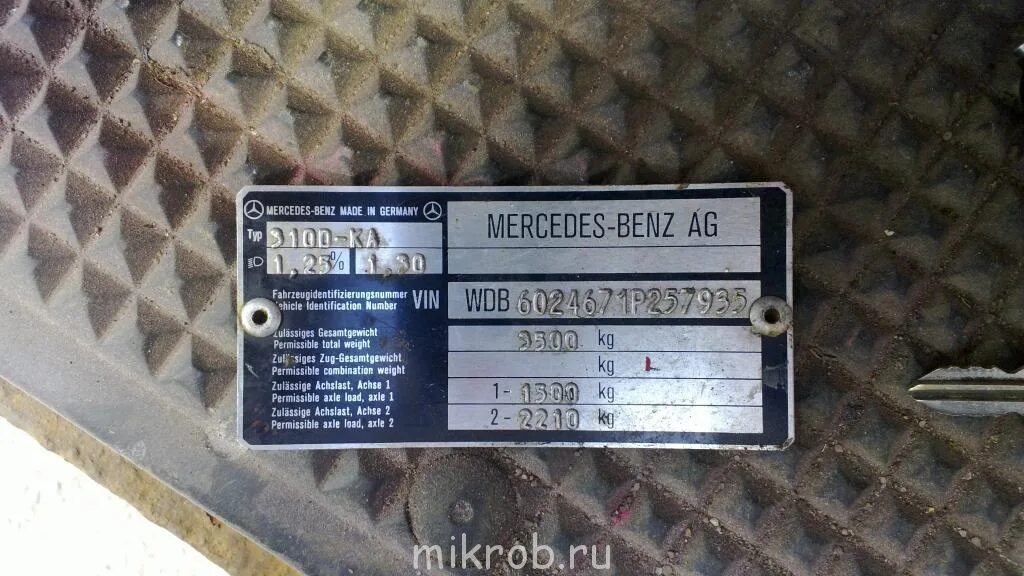 MERCEDES-BENZ MADE IN GERMANY
MERCEDES-BENZ AG
Typ 310D-KA
1,25% 1,30
Fahrzeugidentifizierungsnummer
Vehicle Identification Number
VIN
WDB 6024671P257935
Zulässiges Gesamtgewicht
Permissible total weight
3500 kg
Zulässiges Zug-Gesamtgewicht
Permissible combination weight
kg
Zulässige Achslast, Achse 1
Permissible axle load, axle 1
1- 1500 kg
Zulässige Achslast, Achse 2
Permissible axle load, axle 2
2- 2210 kg
mikrob.ru